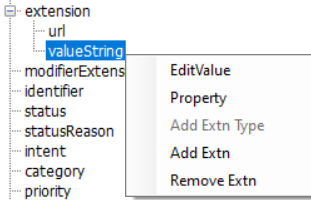 extension
url
valueString
modifierExtens
identifier
status
statusReason
intent
category
priority
EditValue
Property
Add Extn Type
Add Extn
Remove Extn